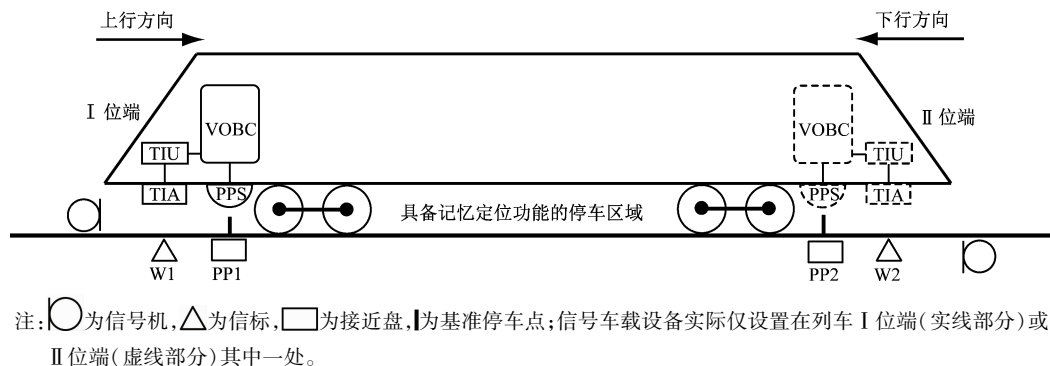 上行方向
下行方向
Ⅰ位端
Ⅱ位端
VOBC
VOBC
TIU
TIU
TIA
PPS
PPS
TIA
具备记忆定位功能的停车区域
W1
PP1
PP2
W2
注:为信号机,为信标,为接近盘,为基准停车点;信号车载设备实际仅设置在列车Ⅰ位端(实线部分)或
Ⅱ位端(虚线部分)其中一处。